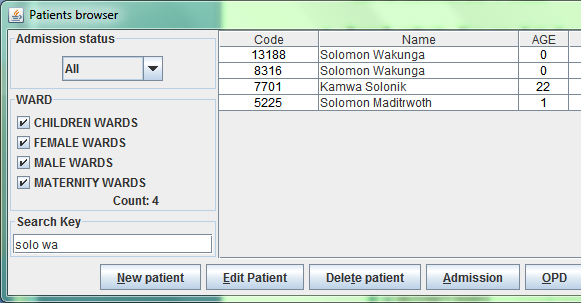 Patients browser
Admission status
All
WARD
CHILDREN WARDS
FEMALE WARDS
MALE WARDS
MATERNITY WARDS
Count: 4
Search Key
solo wa
Code Name AGE
13188 Solomon Wakunga 0
8316 Solomon Wakunga 0
7701 Kamwa Solonik 22
5225 Solomon Maditrwoth 1
New patient Edit Patient Delete patient Admission OPD